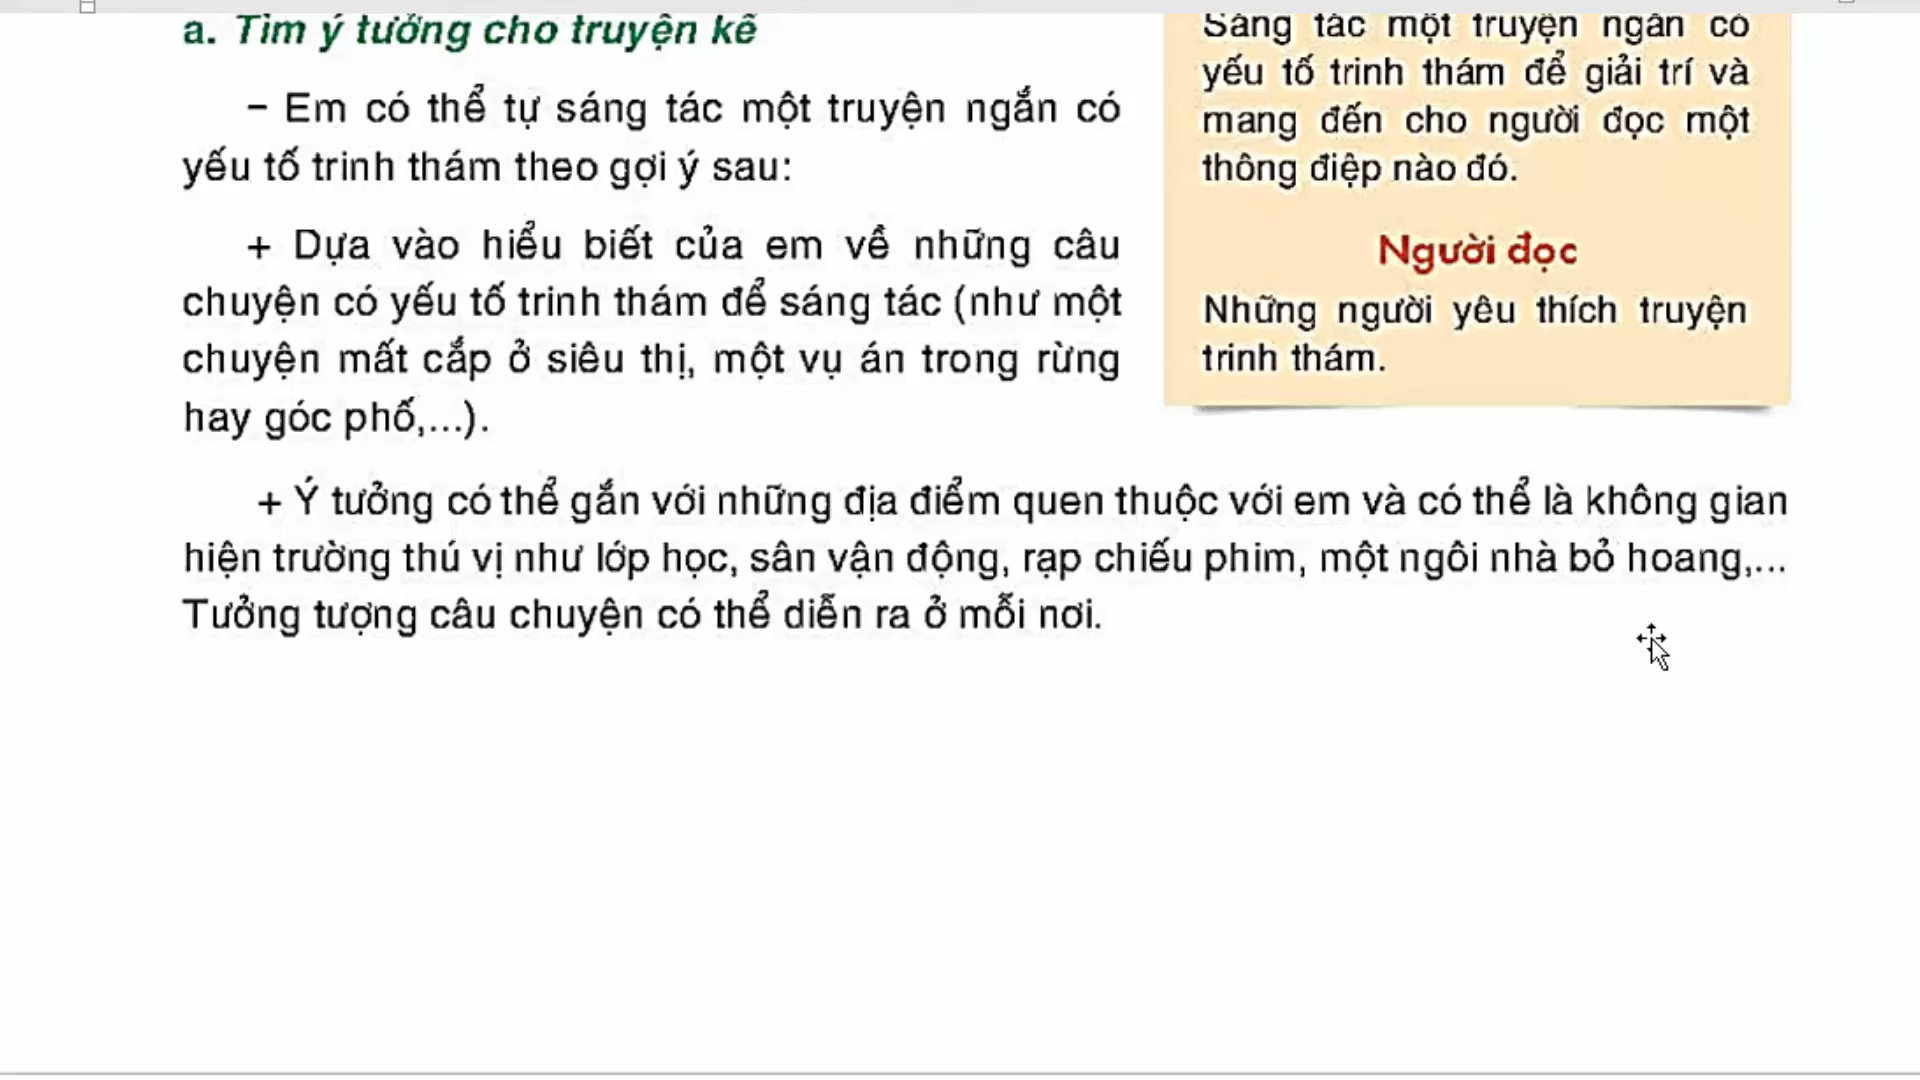 a. Tìm ý tưởng cho truyện kể
– Em có thể tự sáng tác một truyện ngắn có
yếu tố trinh thám theo gợi ý sau:
+ Dựa vào hiểu biết của em về những câu
chuyện có yếu tố trinh thám để sáng tác (như một
chuyện mất cắp ở siêu thị, một vụ án trong rừng
hay góc phố,...).
Sáng tác một truyện ngắn có
yếu tố trinh thám để giải trí và
mang đến cho người đọc một
thông điệp nào đó.
Người đọc
Những người yêu thích truyện
trinh thám.
+ Ý tưởng có thể gắn với những địa điểm quen thuộc với em và có thể là không gian
hiện trường thú vị như lớp học, sân vận động, rạp chiếu phim, một ngôi nhà bỏ hoang,...
Tưởng tượng câu chuyện có thể diễn ra ở mỗi nơi.